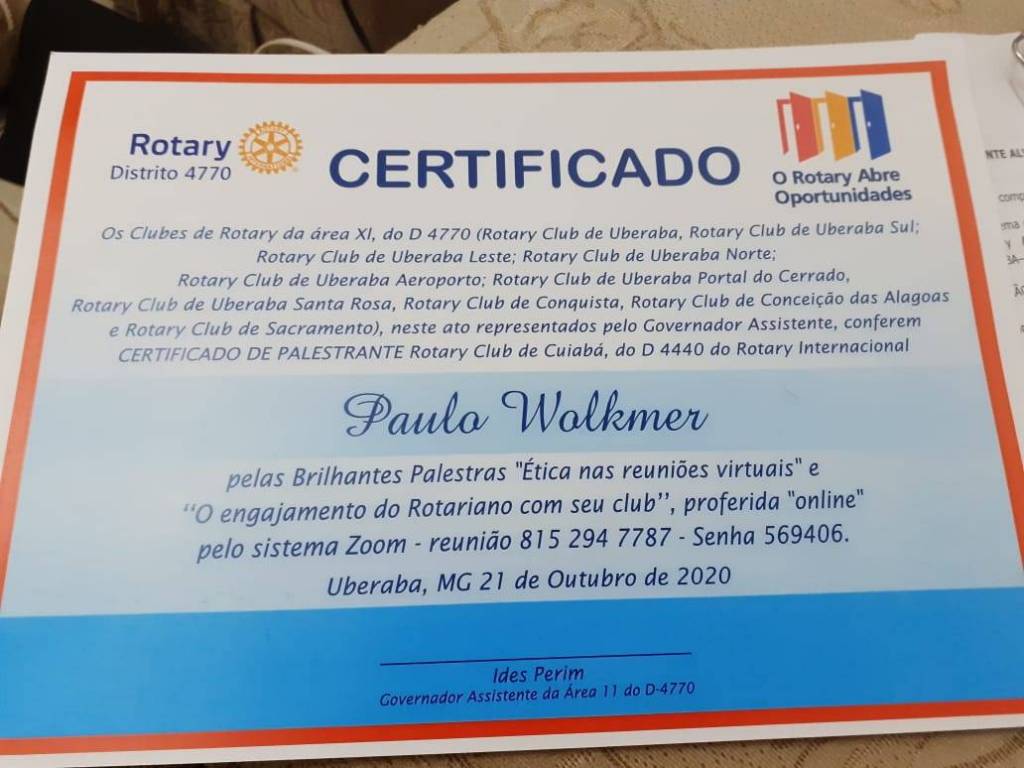 Rotary
Distrito 4770
CERTIFICADO
O Rotary Abre
Oportunidades
Os Clubes de Rotary da área XI, do D 4770 (Rotary Club de Uberaba, Rotary Club de Uberaba Sul;
Rotary Club de Uberaba Leste; Rotary Club de Uberaba Norte;
Rotary Club de Uberaba Aeroporto; Rotary Club de Uberaba Portal do Cerrado,
Rotary Club de Uberaba Santa Rosa, Rotary Club de Conquista, Rotary Club de Conceição das Alagoas
e Rotary Club de Sacramento), neste ato representados pelo Governador Assistente, conferem
CERTIFICADO DE PALESTRANTE Rotary Club de Cuiabá, do D 4440 do Rotary Internacional
Paulo Wolkmer
pelas Brilhantes Palestras "Ética nas reuniões virtuais" e
“O engajamento do Rotariano com seu club”, proferida "online"
pelo sistema Zoom - reunião 815 294 7787 - Senha 569406.
Uberaba, MG 21 de Outubro de 2020
Ides Perim
Governador Assistente da Área 11 do D-4770